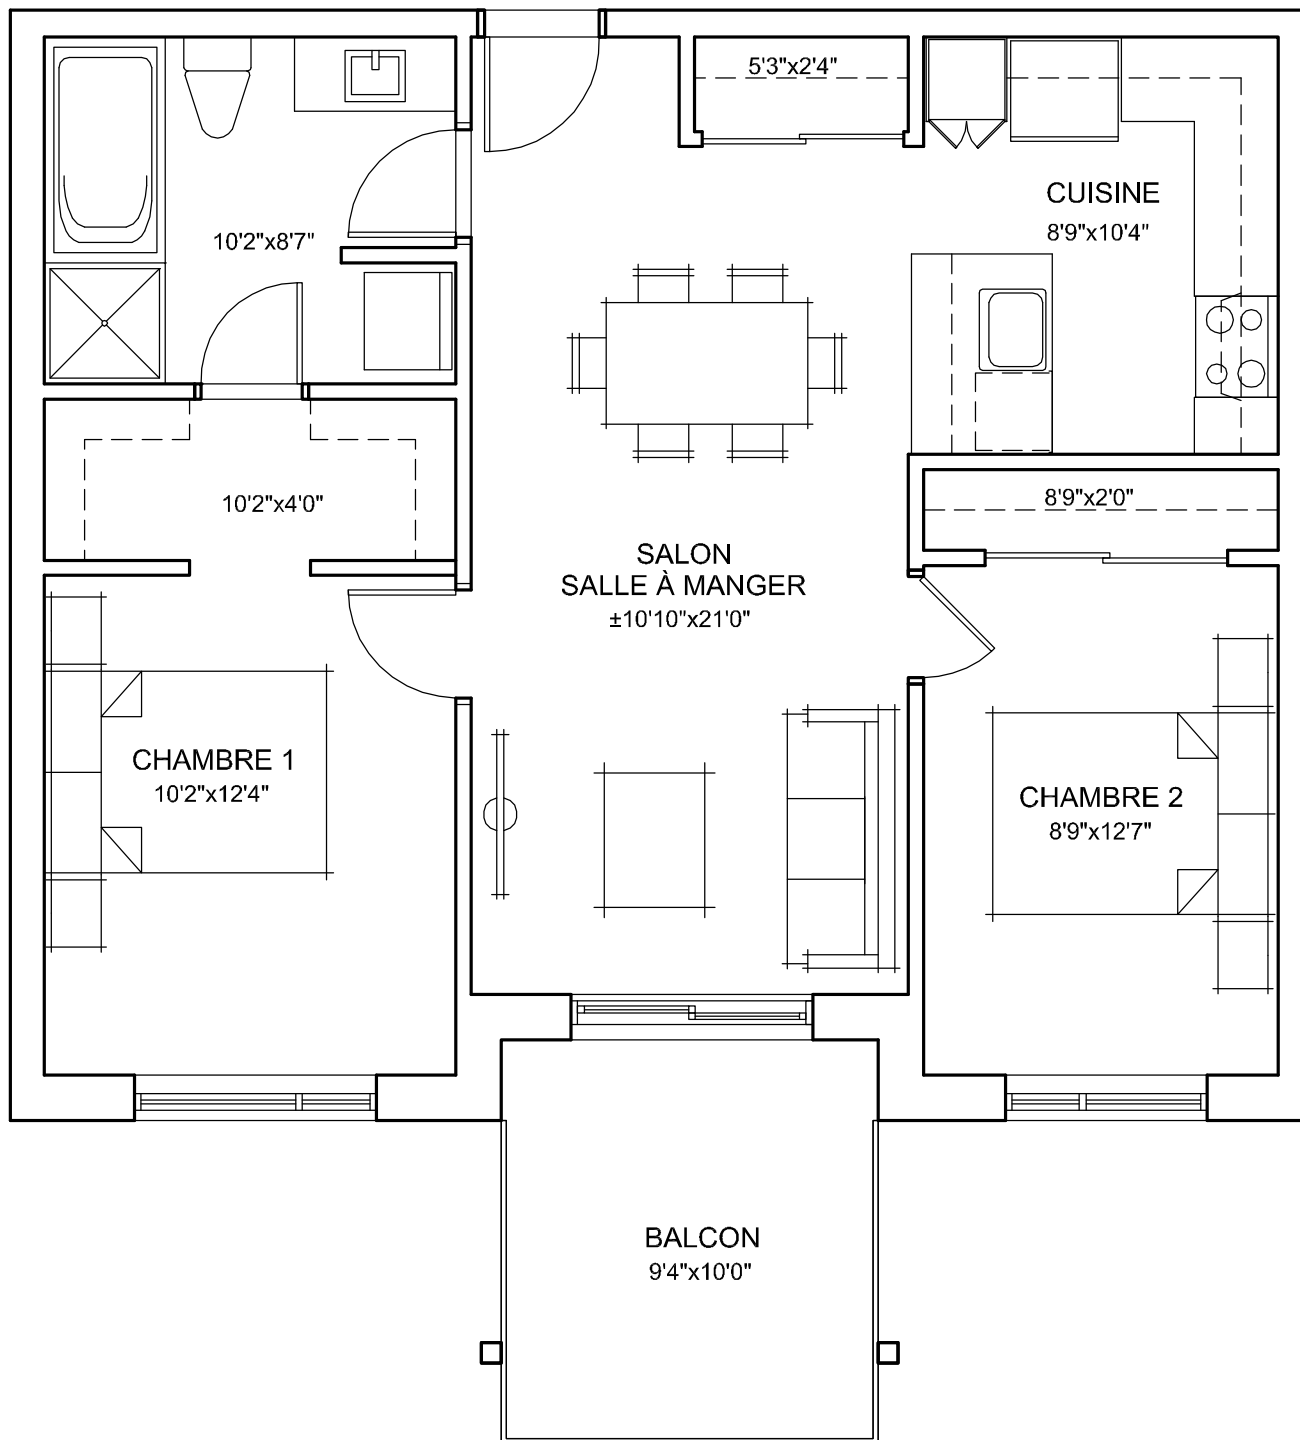 5'3"x2'4"
CUISINE
8'9"x10'4"
10'2"x8'7"
10'2"x4'0"
8'9"x2'0"
SALON
SALLE À MANGER
±10'10"x21'0"
CHAMBRE 1
10'2"x12'4"
CHAMBRE 2
8'9"x12'7"
BALCON
9'4"x10'0"